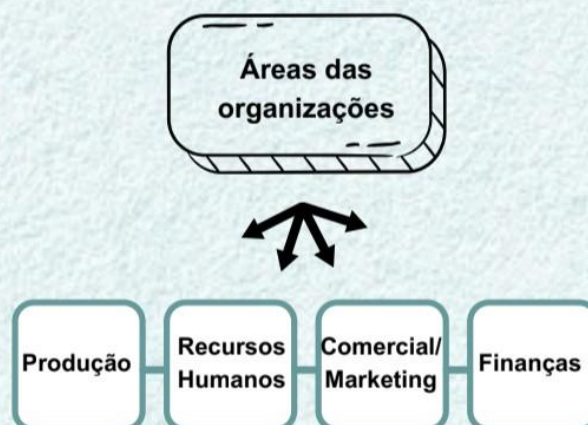 Áreas das
organizações
Produção
Recursos
Humanos
Comercial/
Marketing
Finanças